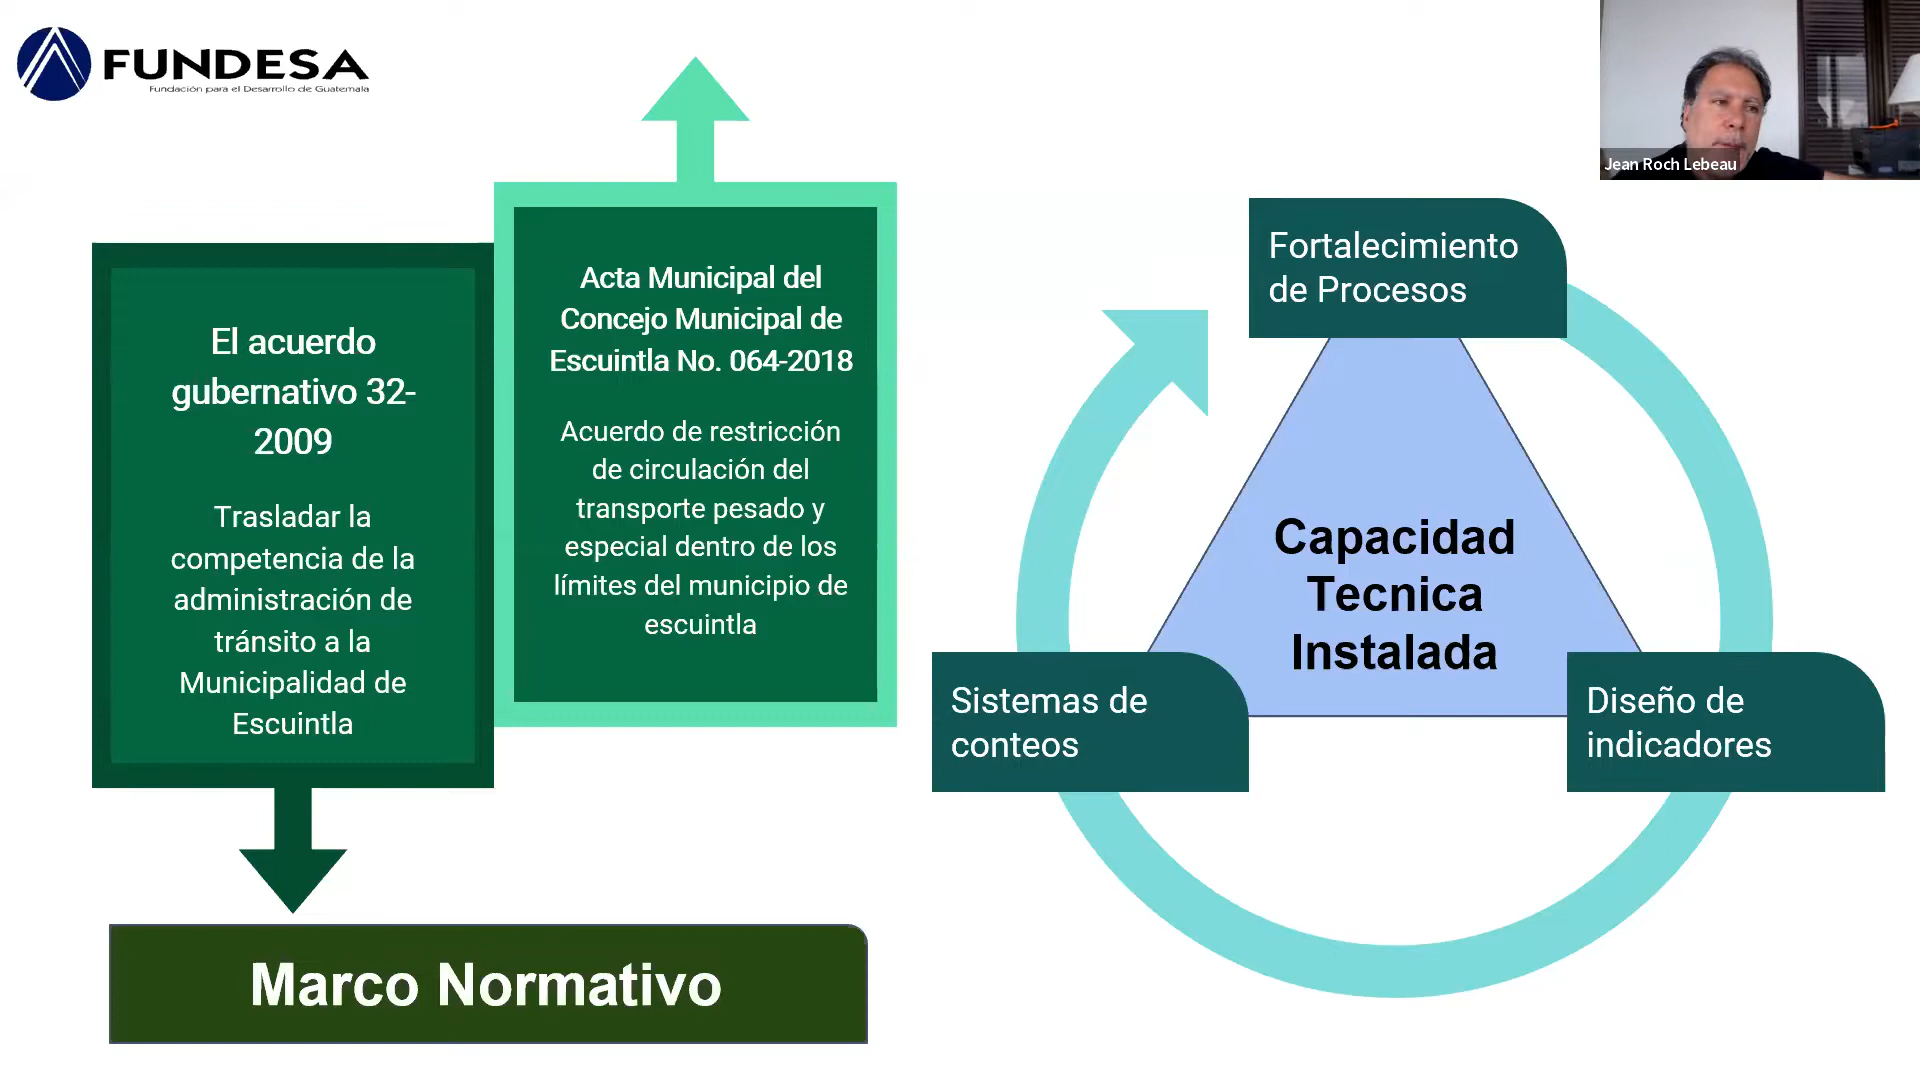 FUNDESA
Fundación para el Desarrollo de Guatemala
Jean Roch Lebeau
El acuerdo
gubernativo 32-
2009
Trasladar la
competencia de la
administración de
tránsito a la
Municipalidad de
Escuintla
Acta Municipal del
Concejo Municipal de
Escuintla No. 064-2018
Acuerdo de restricción
de circulación del
transporte pesado y
especial dentro de los
límites del municipio de
escuintla
Marco Normativo
Fortalecimiento
de Procesos
Capacidad
Tecnica
Instalada
Sistemas de
conteos
Diseño de
indicadores